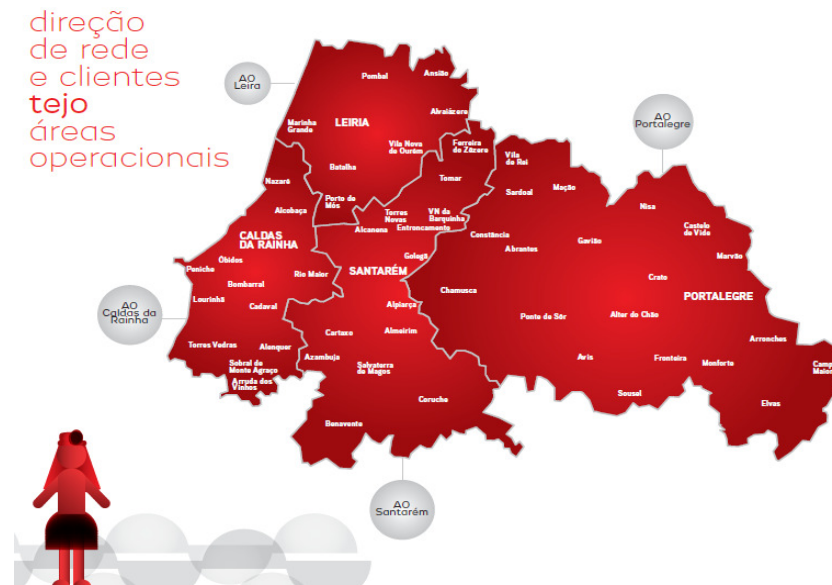 direção
de rede
e clientes
tejo
áreas
operacionais
AO
Leira
AO
Portalegre
AO
Caldas da
Rainha
AO
Santarém
Pombal
Ansião
Alvaiázere
Marinha
Grande
LEIRIA
Vila Nova
de Ourém
Batalha
Porto de
Mós
Ferreira
do Zêzere
Tomar
Torres
Novas
VN da
Barquinha
Alcanena
Entroncamento
Golegã
SANTARÉM
Alpiarça
Almeirim
Cartaxo
Azambuja
Salvaterra
de Magos
Coruche
Benavente
Nazaré
Alcobaça
CALDAS
DA RAINHA
Óbidos
Peniche
Bombarral
Rio Maior
Lourinhã
Cadaval
Torres Vedras
Alenquer
Sobral de
Monte Agraço
Arruda dos
Vinhos
Vila
de Rei
Sardoal
Mação
Nisa
Castelo
de Vide
Constância
Abrantes
Gavião
Marvão
Crato
Chamusca
PORTALEGRE
Ponte de Sôr
Alter do Chão
Arronches
Avis
Fronteira
Monforte
Campo
Maior
Sousel
Elvas